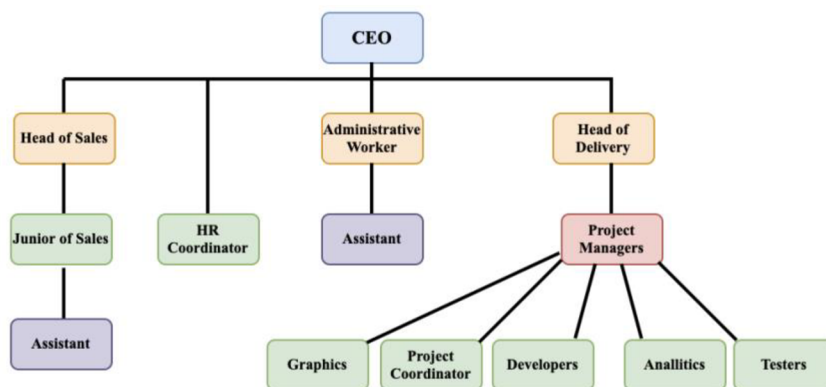 CEO
Head of Sales
Administrative
Worker
Head of
Delivery
Junior of Sales
HR
Coordinator
Assistant
Project
Managers
Assistant
Graphics
Project
Coordinator
Developers
Anallitics
Testers